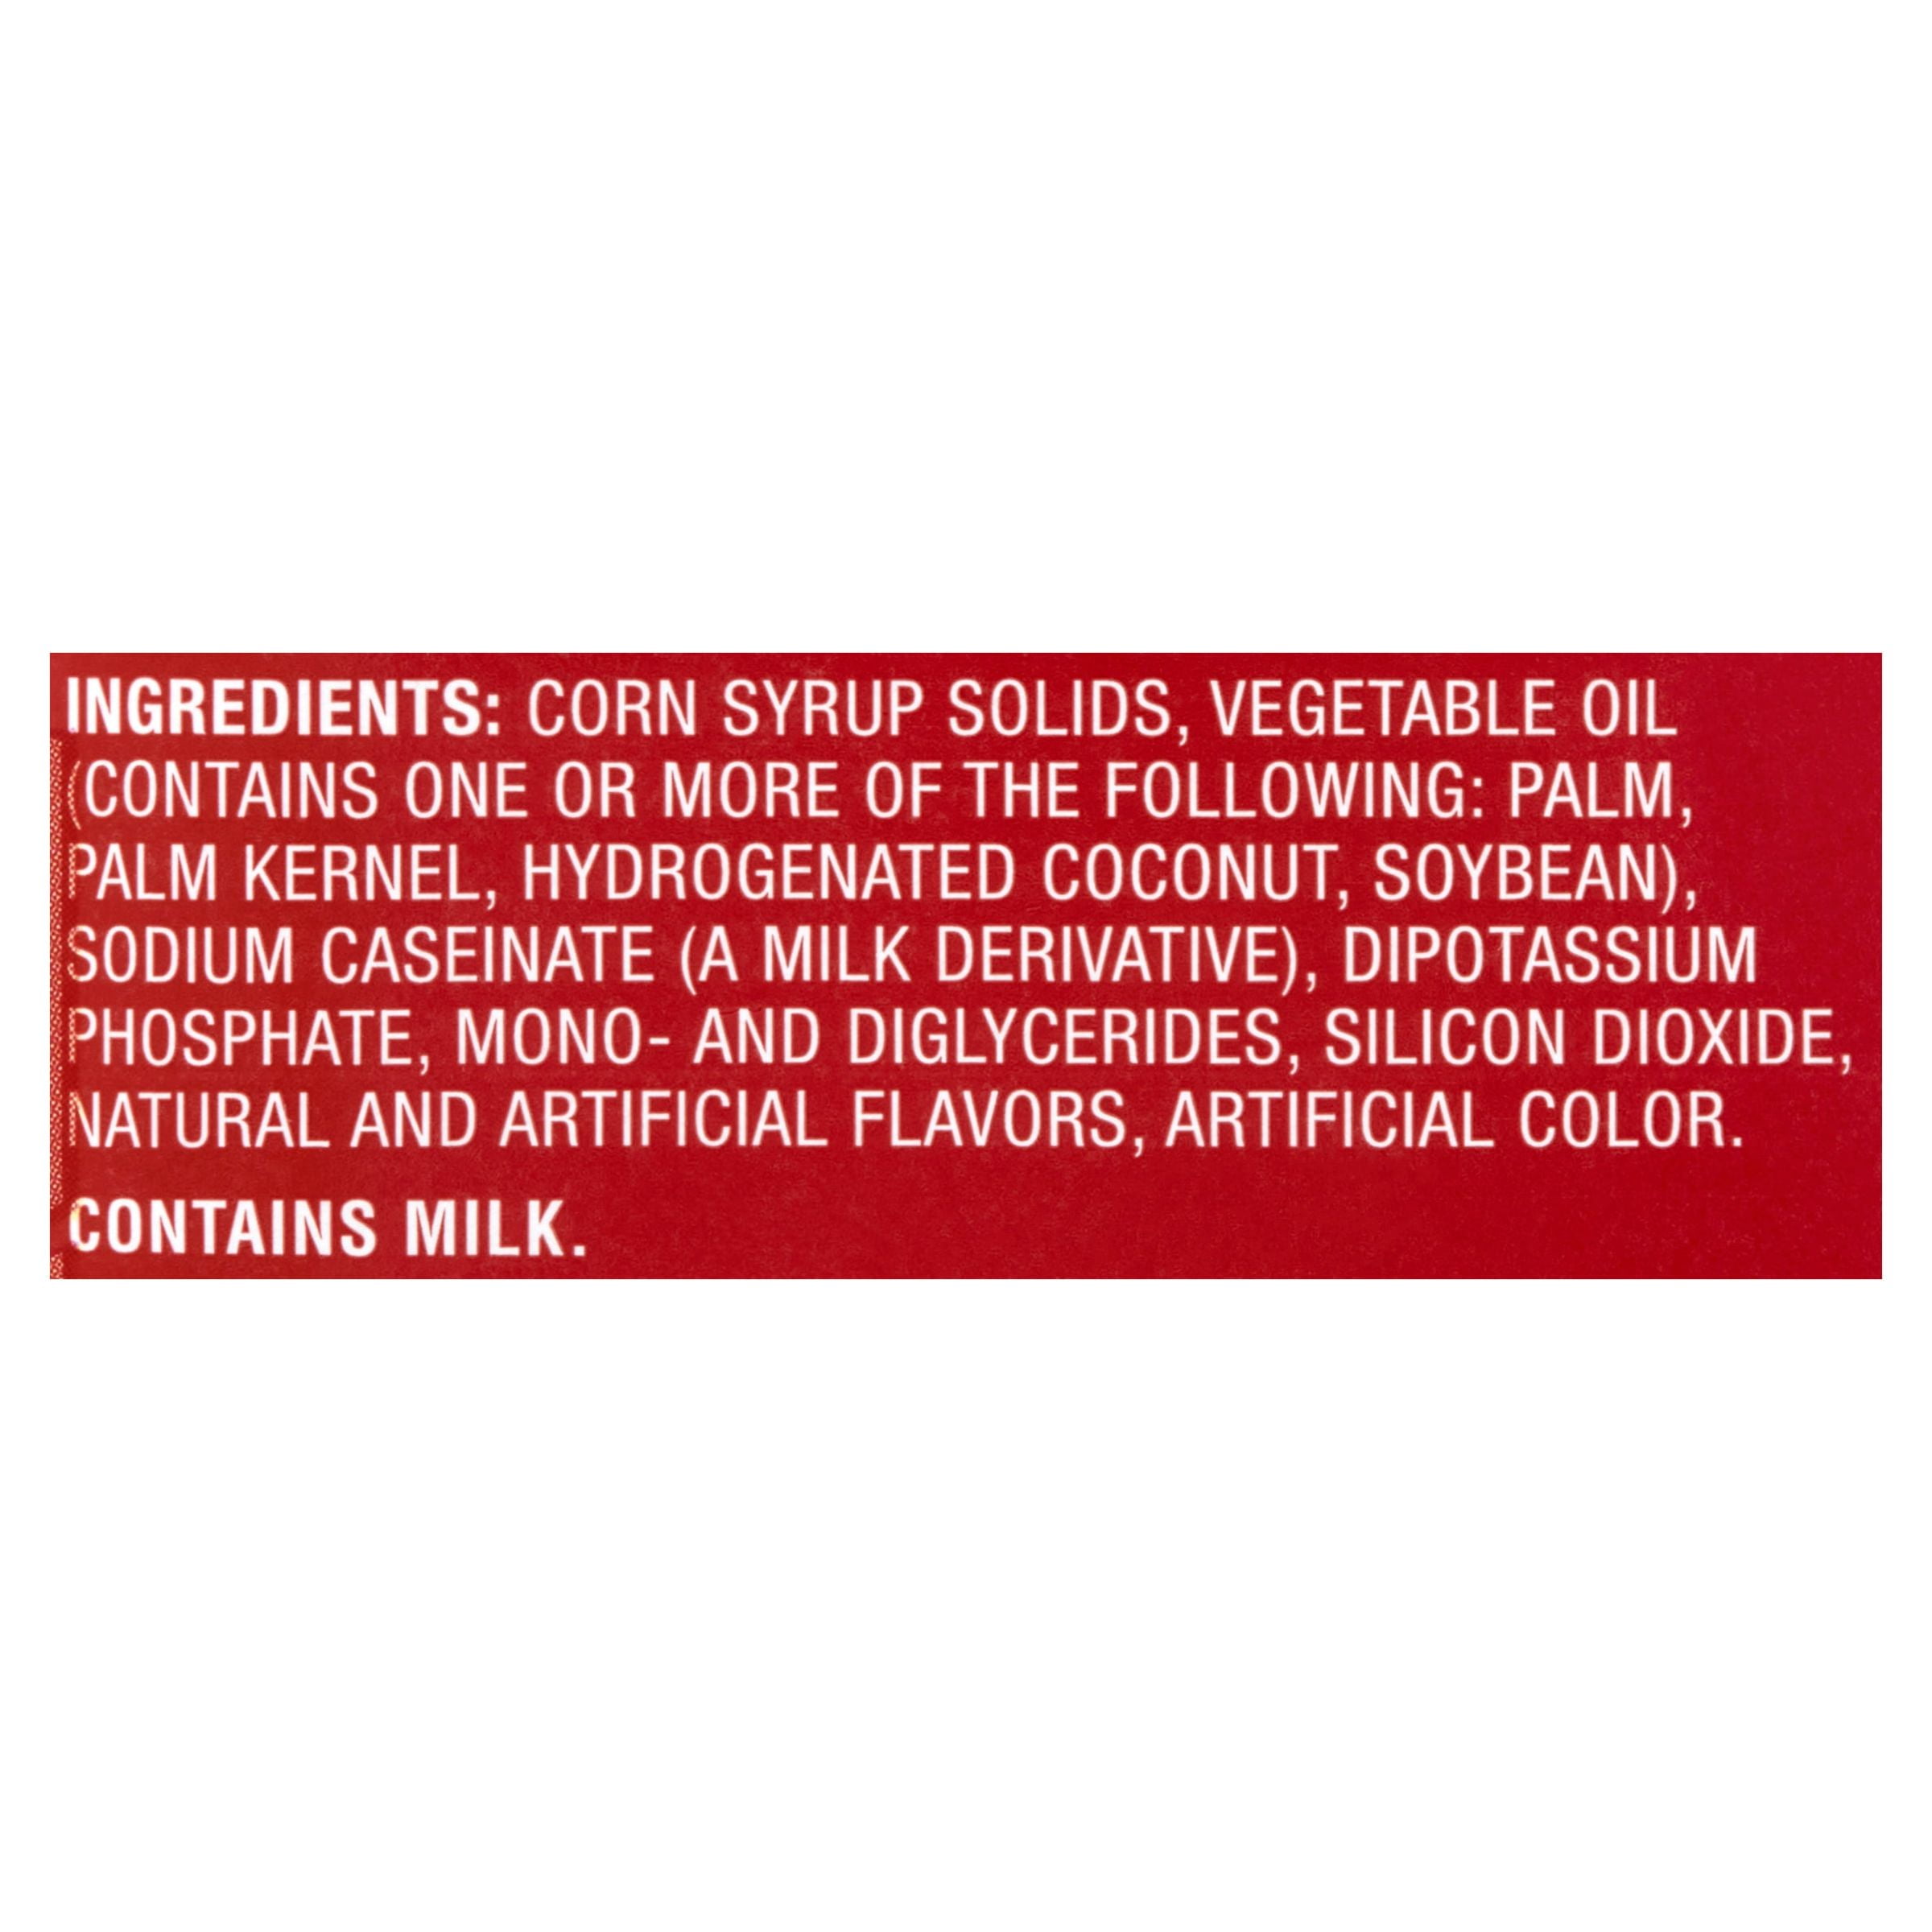 INGREDIENTS: CORN SYRUP SOLIDS, VEGETABLE OIL
(CONTAINS ONE OR MORE OF THE FOLLOWING: PALM,
PALM KERNEL, HYDROGENATED COCONUT, SOYBEAN),
SODIUM CASEINATE (A MILK DERIVATIVE), DIPOTASSIUM
PHOSPHATE, MONO- AND DIGLYCERIDES, SILICON DIOXIDE,
NATURAL AND ARTIFICIAL FLAVORS, ARTIFICIAL COLOR.
CONTAINS MILK.